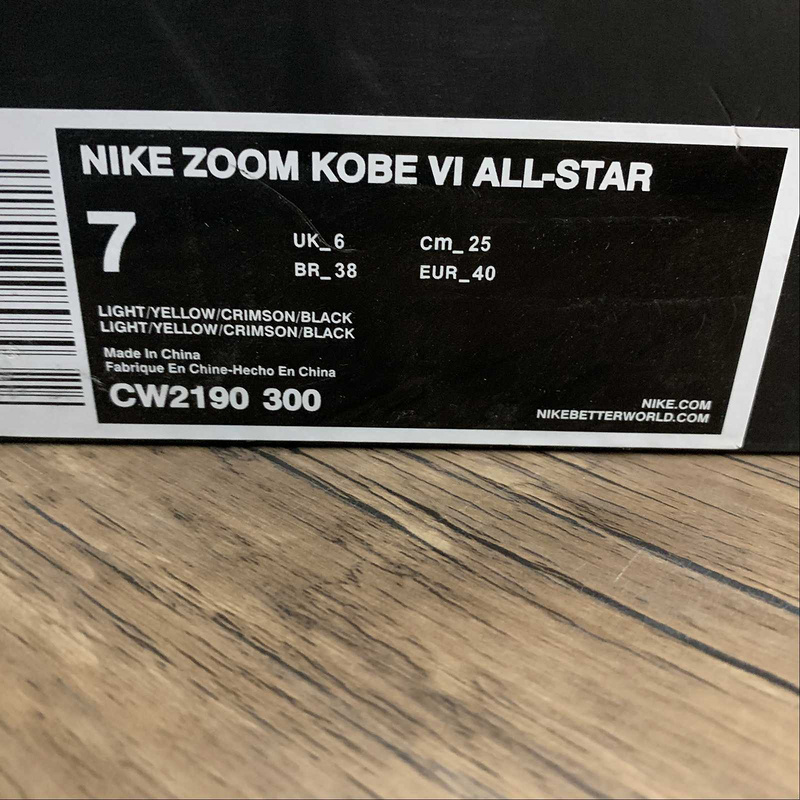 NIKE ZOOM KOBE VI ALL-STAR
7
UK_6 cm_25
BR_38 EUR_40
LIGHT/YELLOW/CRIMSON/BLACK
LIGHT/YELLOW/CRIMSON/BLACK
Made In China
Fabrique En Chine-Hecho En China
CW2190 300
NIKE.COM
NIKEBETTERWORLD.COM